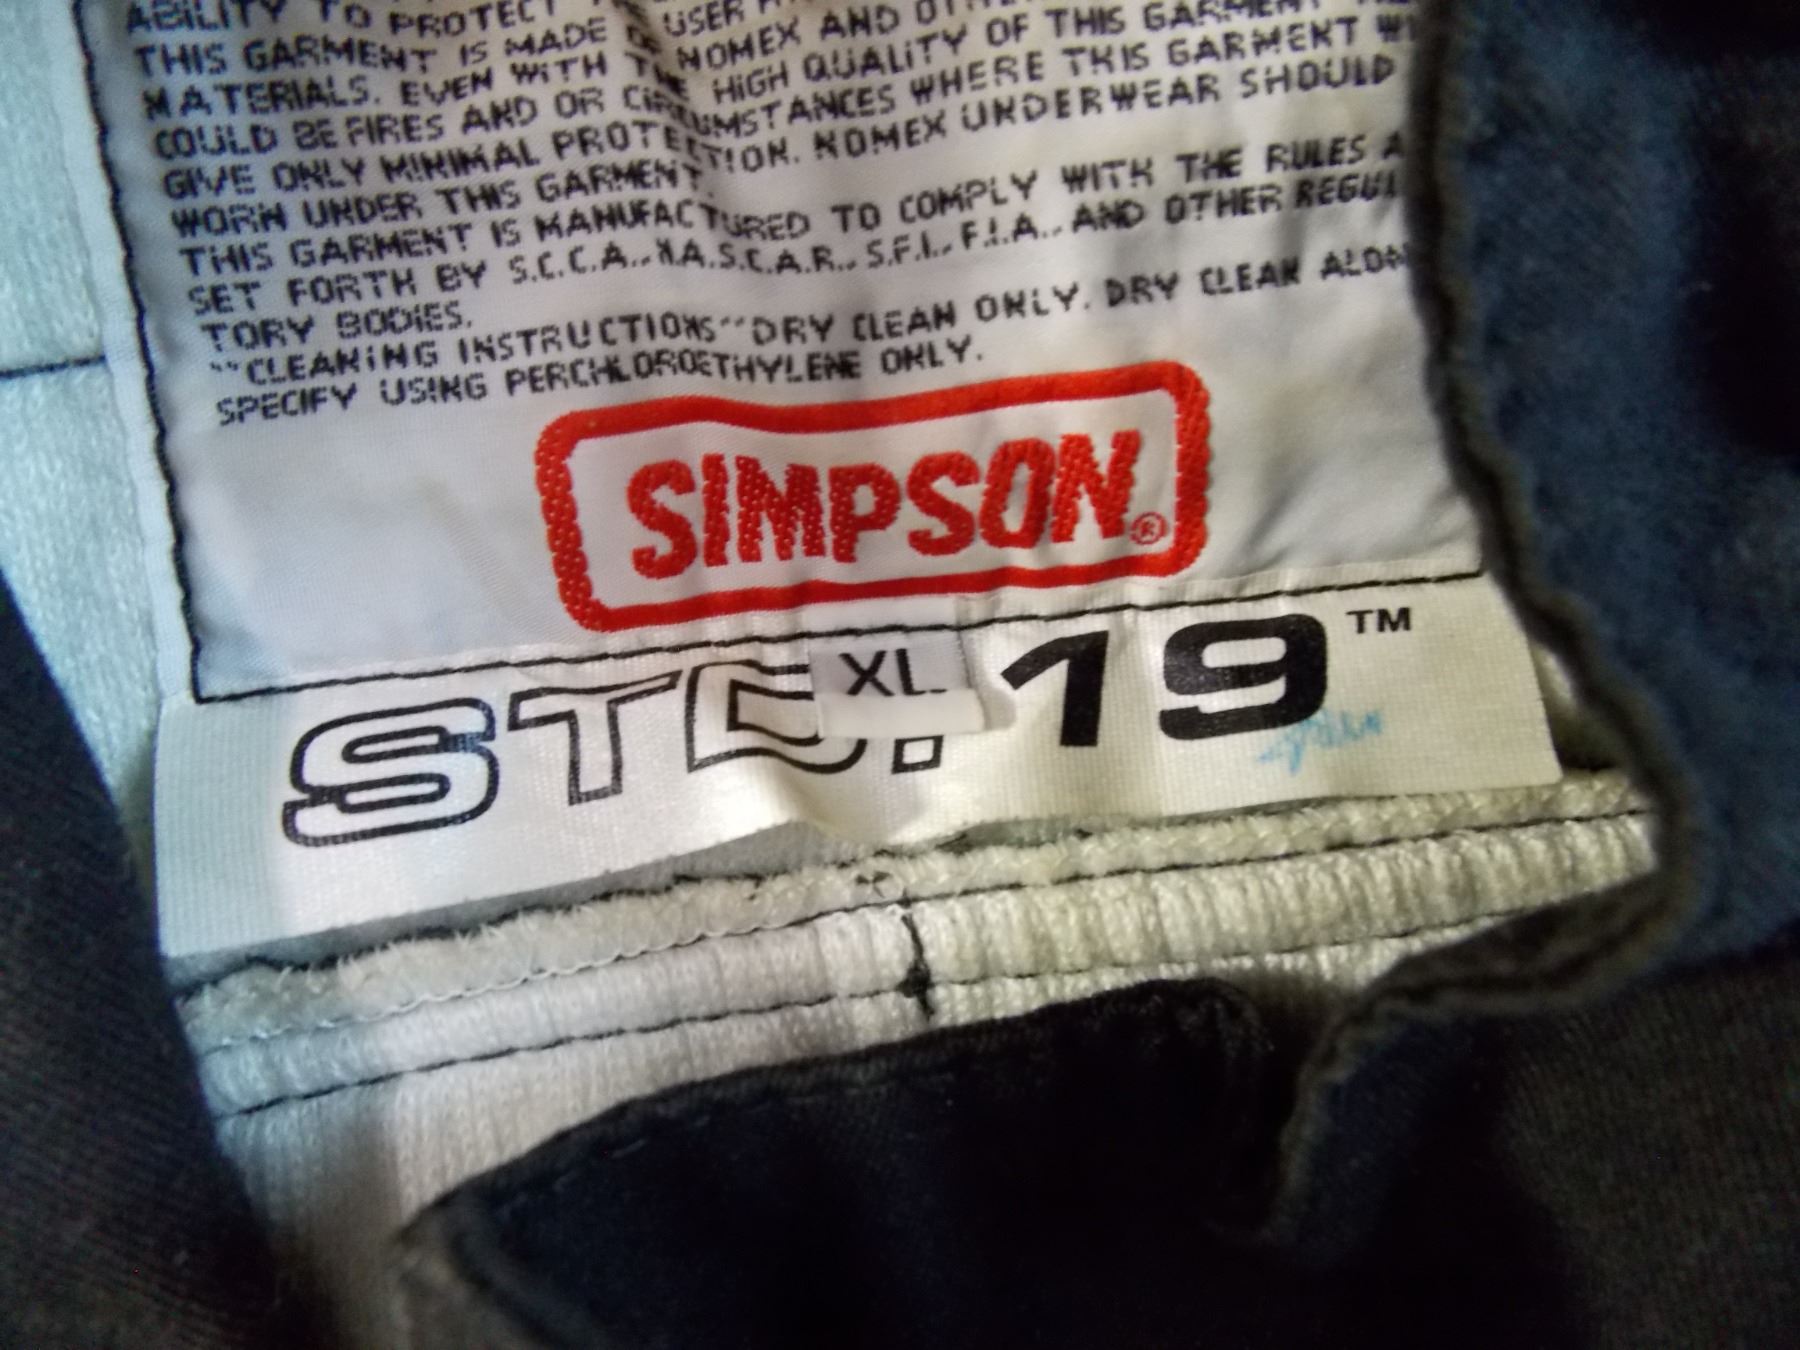 ABILITY TO PROTECT
THIS GARMENT IS MADE OF NOMEX AND
MATERIALS. EVEN WITH THE HIGH QUALITY OF THIS GARMENT
COULD BE FIRES AND OR CIRCUMSTANCES WHERE THIS GARMENT
GIVE ONLY MINIMAL PROTECTION. NOMEX UNDERWEAR SHOULD
WORN UNDER THIS GARMENT.
THIS GARMENT IS MANUFACTURED TO COMPLY WITH THE RULES
SET FORTH BY S.C.C.A., N.A.S.C.A.R., S.F.I., F.I.A., AND OTHER REGUL
TORY BODIES.
"CLEANING INSTRUCTIONS" DRY CLEAN ONLY. DRY CLEAN ALON
SPECIFY USING PERCHLOROETHYLENE ONLY.
SIMPSON®
XL
STD. 19™